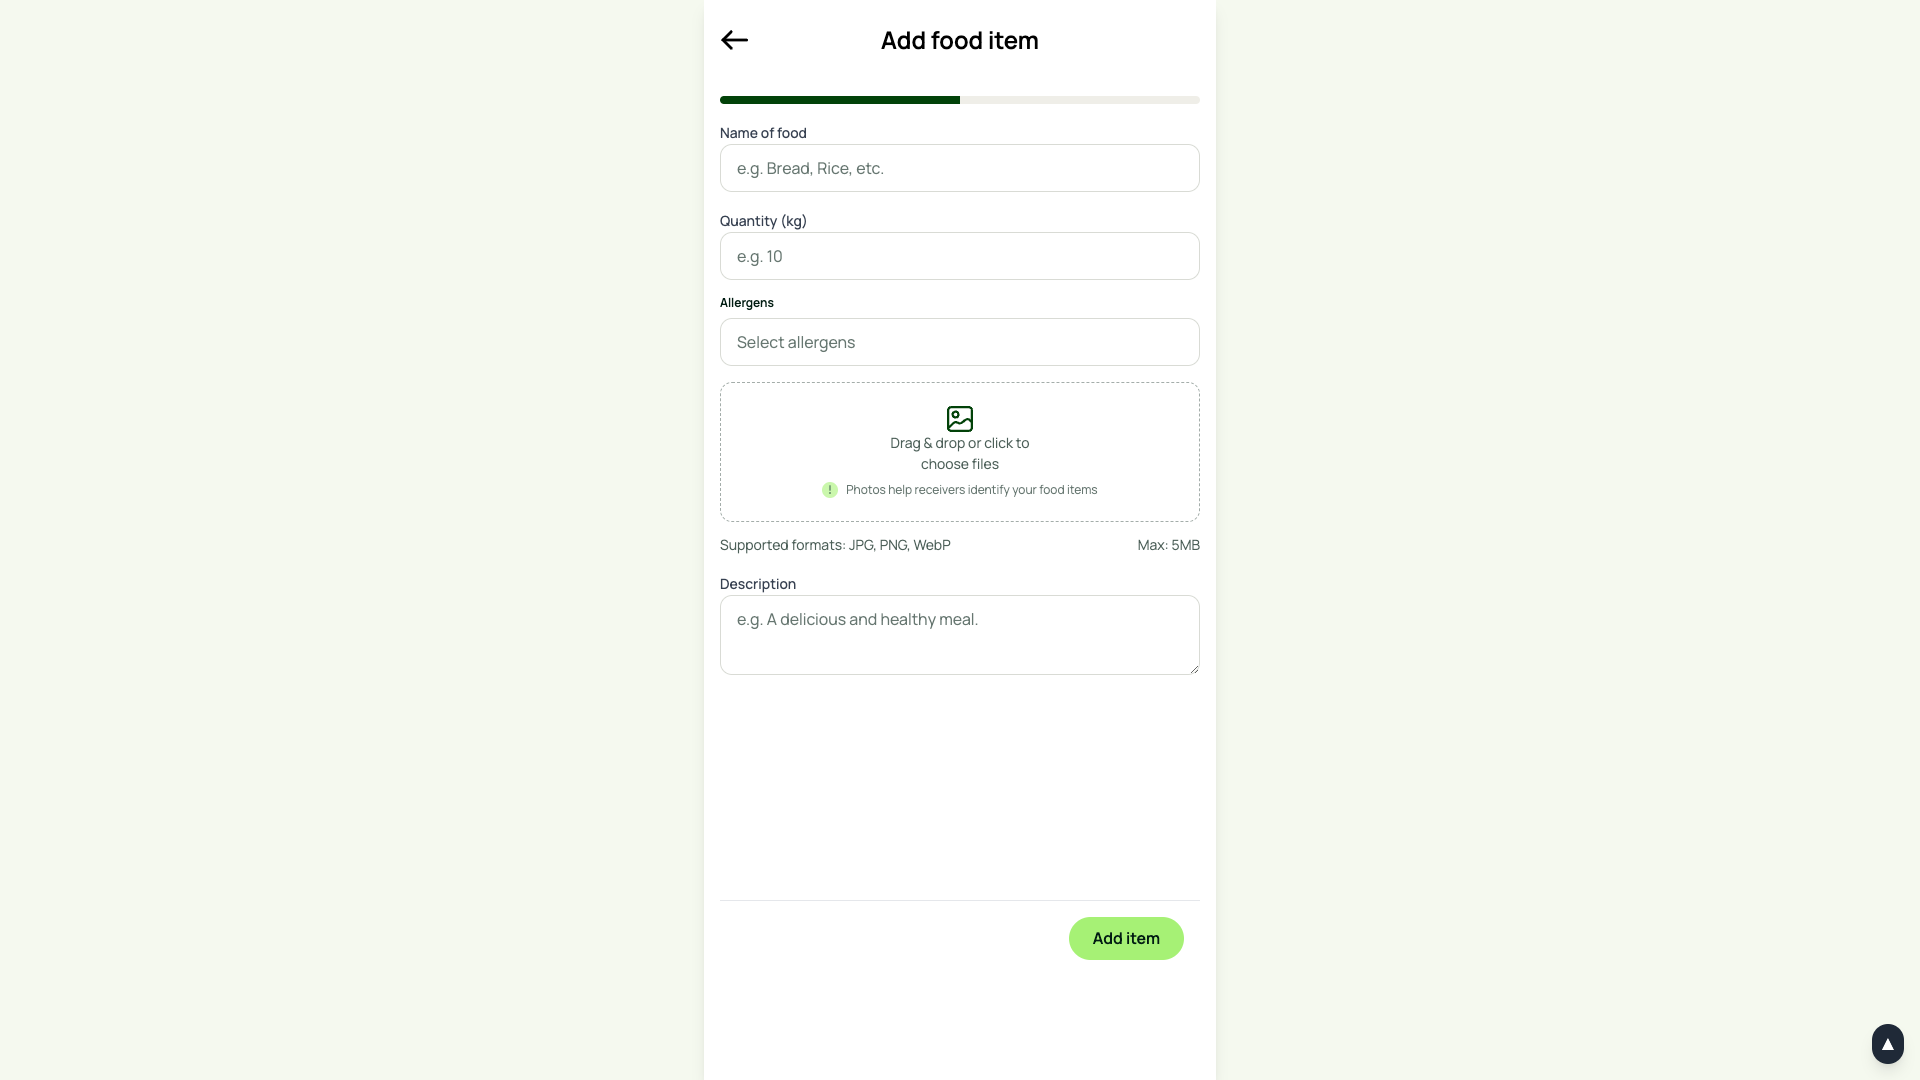 Add food item
Name of food
e.g. Bread, Rice, etc.
Quantity (kg)
e.g. 10
Allergens
Select allergens
Drag & drop or click to
choose files
! Photos help receivers identify your food items
Supported formats: JPG, PNG, WebP Max: 5MB
Description
e.g. A delicious and healthy meal.
Add item